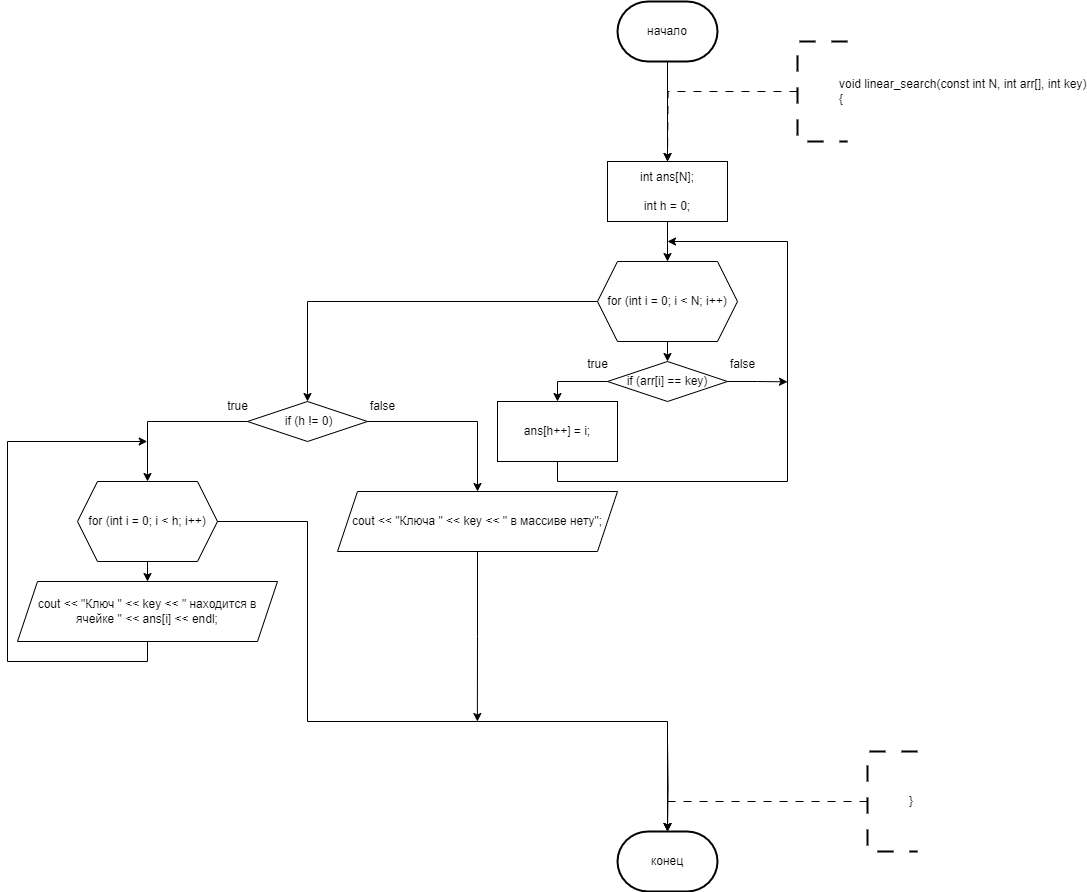 начало
void linear_search(const int N, int arr[], int key)
{
int ans[N];
int h = 0;
for (int i = 0; i < N; i++)
true
false
if (arr[i] == key)
ans[h++] = i;
true
false
if (h != 0)
for (int i = 0; i < h; i++)
cout << "Ключа " << key << " в массиве нету";
cout << "Ключ " << key << " находится в
ячейке " << ans[i] << endl;
}
конец